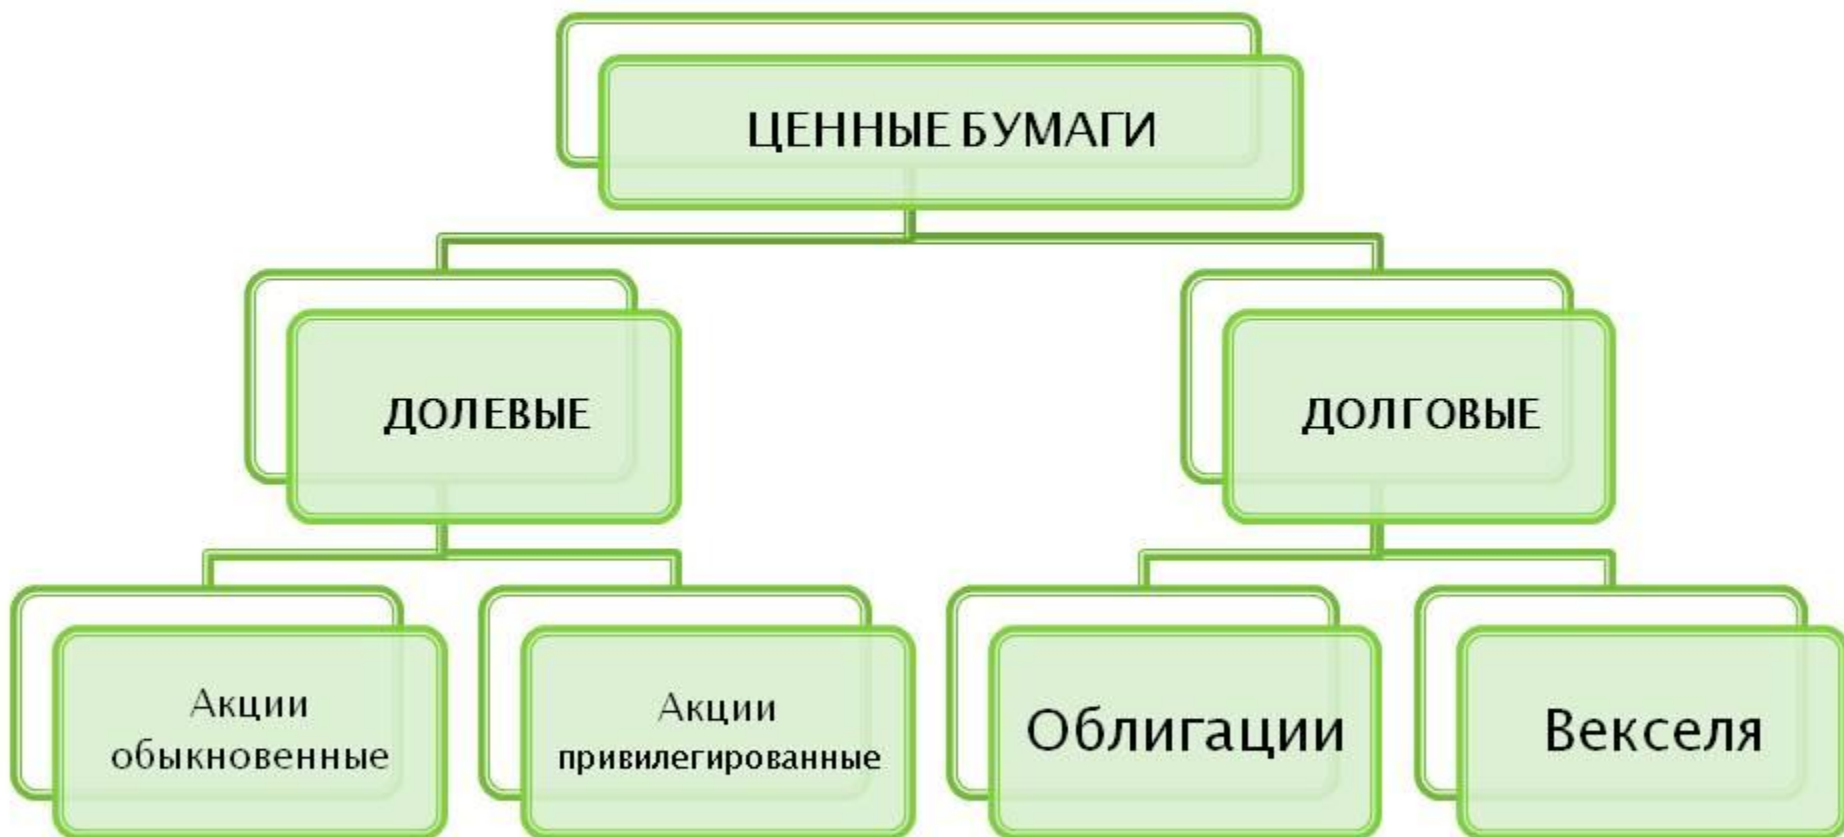 ЦЕННЫЕ БУМАГИ
ДОЛЕВЫЕ
ДОЛГОВЫЕ
Акции
обыкновенные
Акции
привилегированные
Облигации
Векселя